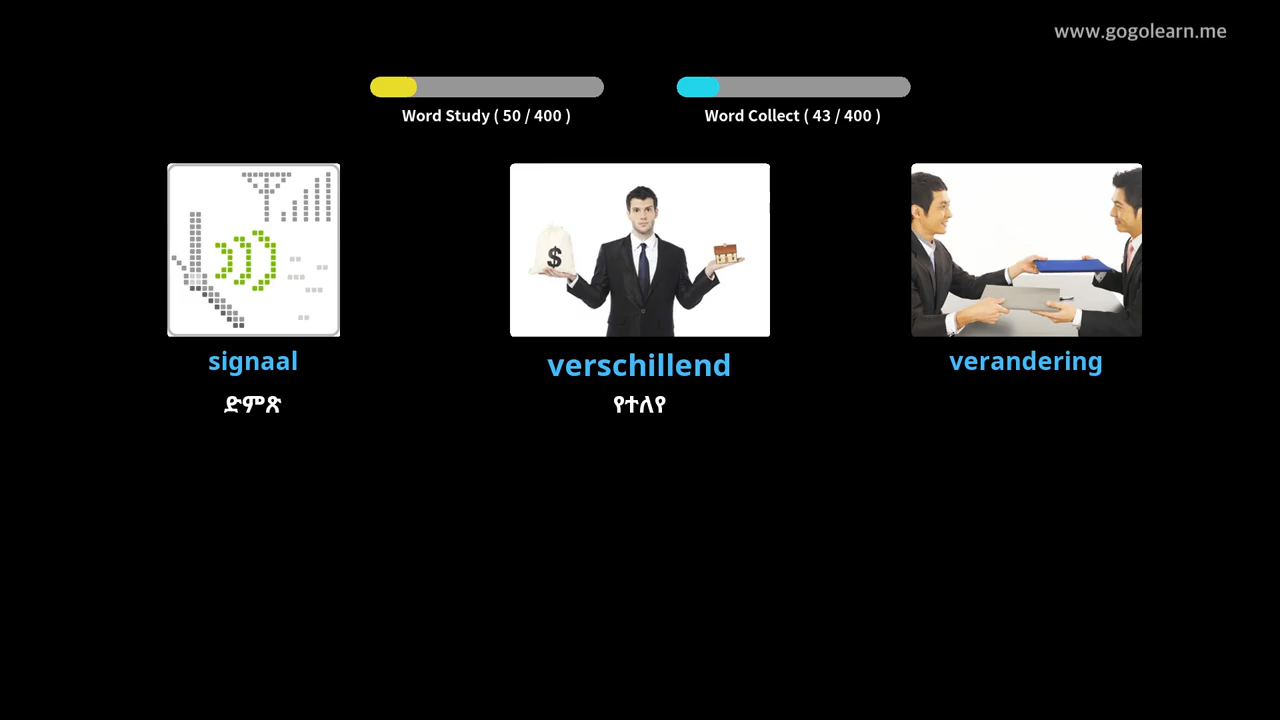 www.gogolearn.me
Word Study ( 50 / 400 )
Word Collect ( 43 / 400 )
$
signaal
verschillend
verandering
ድምጽ
የተለየ